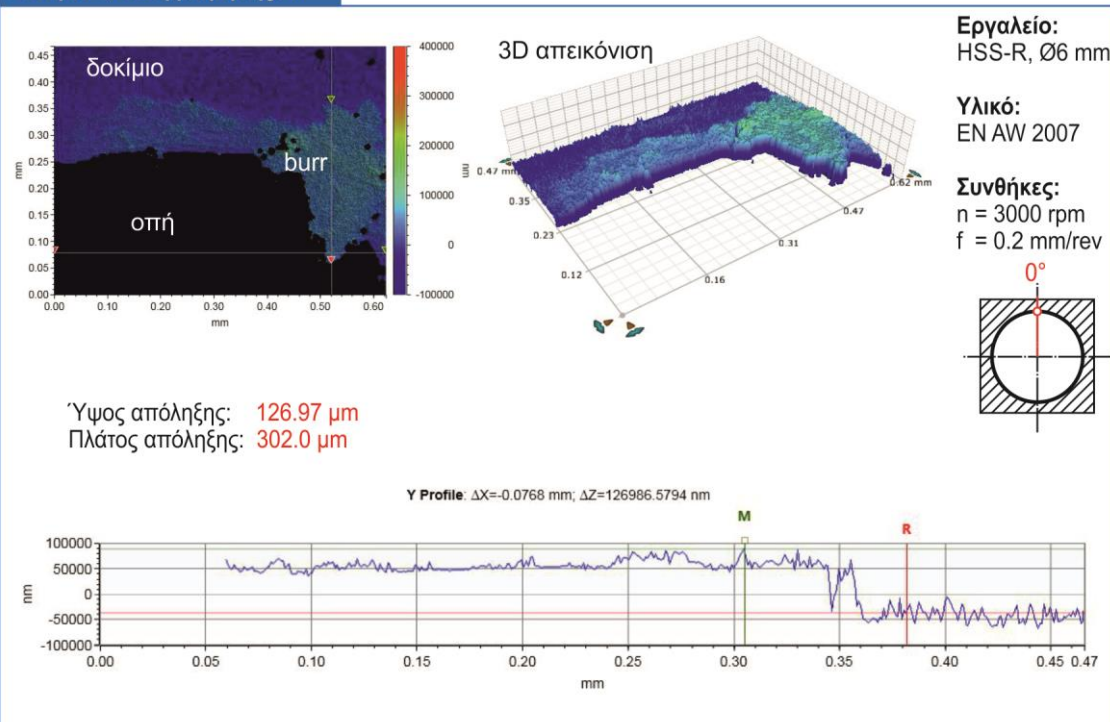 δοκίμιο
burr
οπή
0.45
0.40
0.35
0.30
0.25
0.20
0.15
0.10
0.05
0.00
mm
0.00
0.10
0.20
0.30
0.40
0.50
0.60
mm
400000
300000
200000
100000
0
-100000
nm
3D απεικόνιση
0.47 mm
0.35
0.23
0.12
0.16
0.31
0.47
0.62 mm
Εργαλείο:
HSS-R, Ø6 mm
Υλικό:
EN AW 2007
Συνθήκες:
n = 3000 rpm
f = 0.2 mm/rev
0°
Ύψος απόληξης: 126.97 μm
Πλάτος απόληξης: 302.0 μm
Y Profile: ΔX=-0.0768 mm; ΔZ=126986.5794 nm
M
R
100000
50000
0
-50000
-100000
nm
0.00
0.05
0.10
0.15
0.20
0.25
0.30
0.35
0.40
0.45
0.47
mm